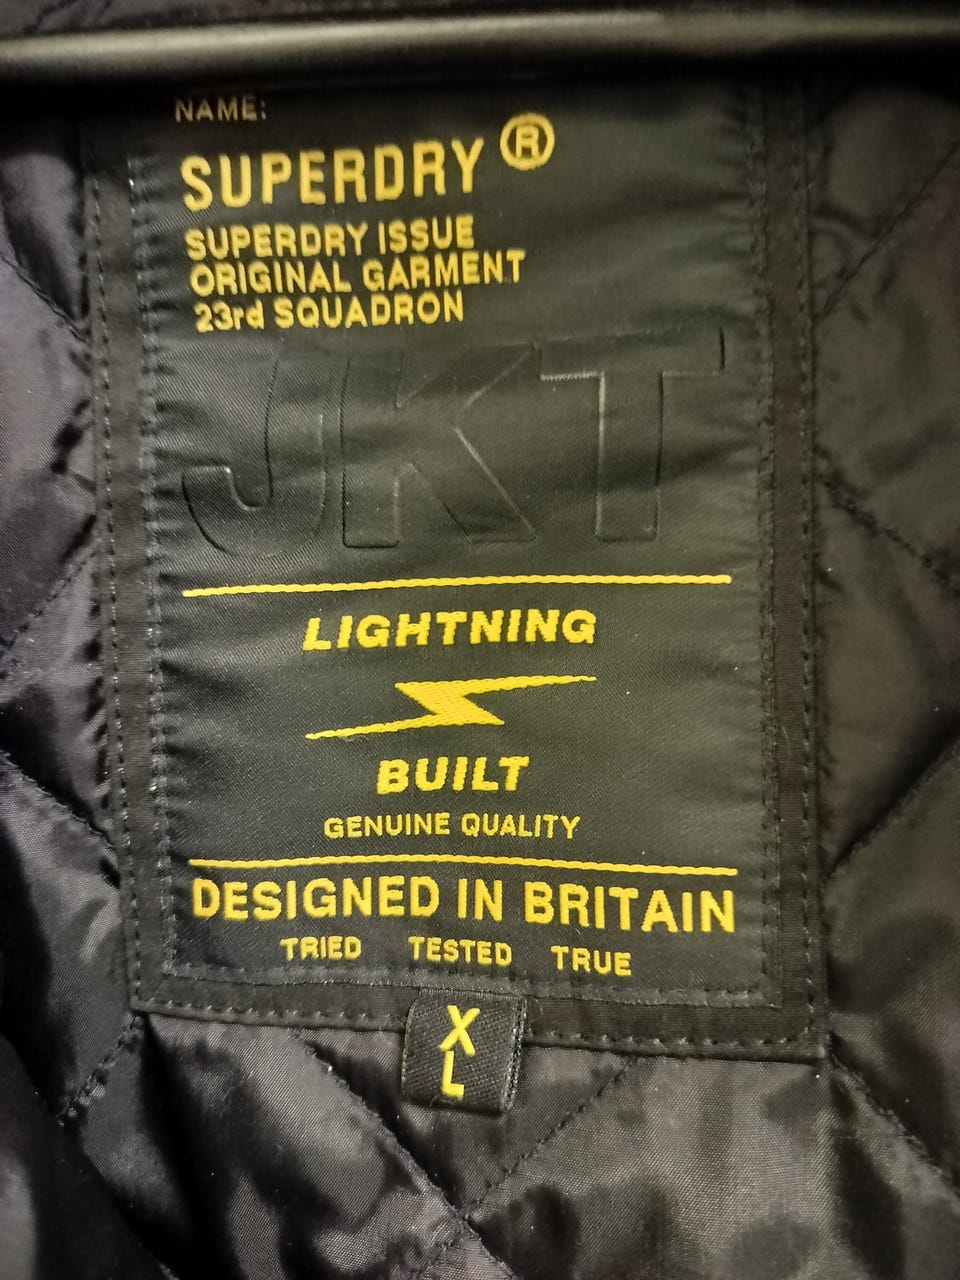 NAME:
SUPERDRY ®
SUPERDRY ISSUE
ORIGINAL GARMENT
23rd SQUADRON
JKT
LIGHTNING
BUILT
GENUINE QUALITY
DESIGNED IN BRITAIN
TRIED TESTED TRUE
X
L